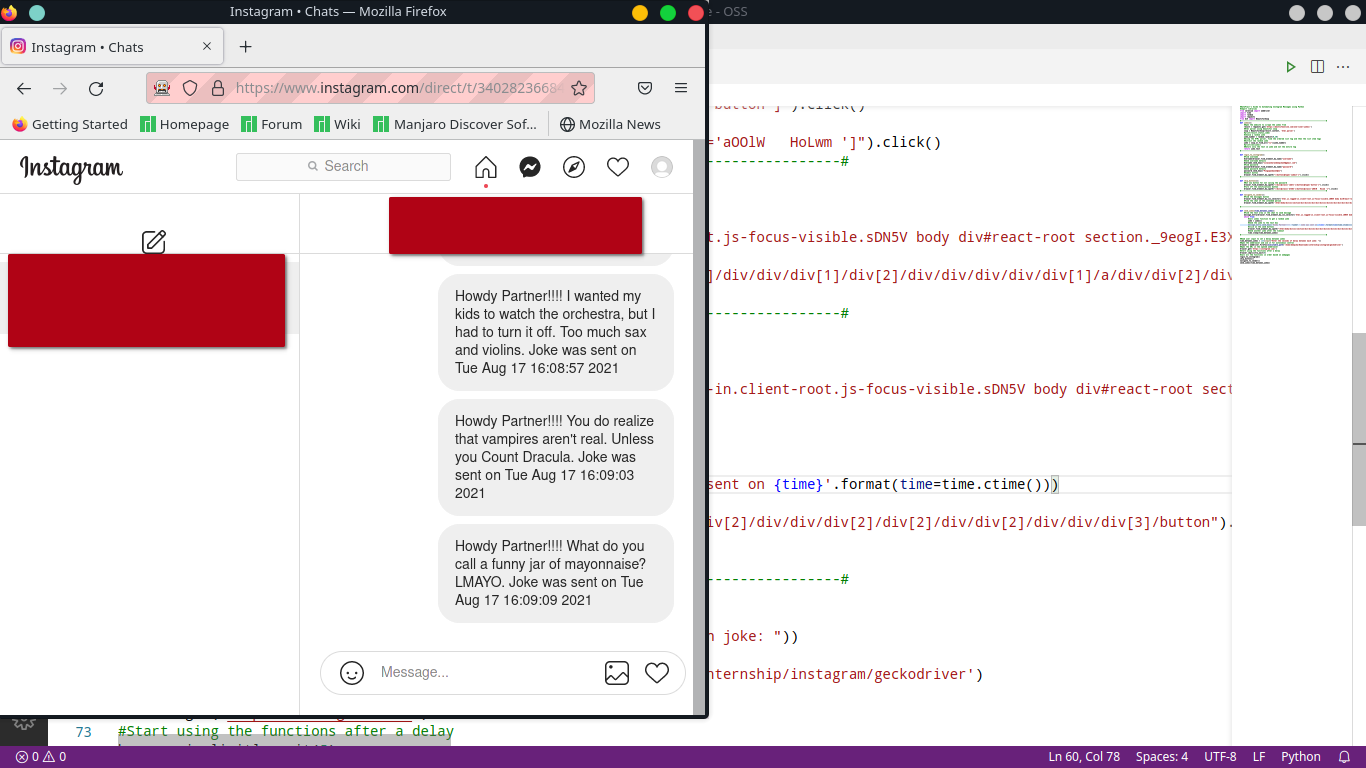 Instagram • Chats — Mozilla Firefox
e - OSS
Instagram • Chats
https://www.instagram.com/direct/t/3402823668
Getting Started
Homepage
Forum
Wiki
Manjaro Discover Sof...
Mozilla News
Instagram
Search
Howdy Partner!!!! I wanted my
kids to watch the orchestra, but I
had to turn it off. Too much sax
and violins. Joke was sent on
Tue Aug 17 16:08:57 2021
Howdy Partner!!!! You do realize
that vampires aren't real. Unless
you Count Dracula. Joke was
sent on Tue Aug 17 16:09:03
2021
Howdy Partner!!!! What do you
call a funny jar of mayonnaise?
LMAYO. Joke was sent on Tue
Aug 17 16:09:09 2021
Message...
button'] ").click()
='aOOlW   HoLwm ']").click()
----------------#
t.js-focus-visible.sDN5V body div#react-root section._9eogI.E3X
]/div/div/div[1]/div[2]/div/div/div/div/div[1]/a/div/div[2]/div
----------------#
-in.client-root.js-focus-visible.sDN5V body div#react-root sect
sent on {time}'.format(time=time.ctime()))
iv[2]/div/div/div[2]/div[2]/div/div[2]/div/div/div[3]/button").
----------------#
n joke: "))
nternship/instagram/geckodriver')
73 #Start using the functions after a delay
0 0
Ln 60, Col 78
Spaces: 4
UTF-8
LF
Python